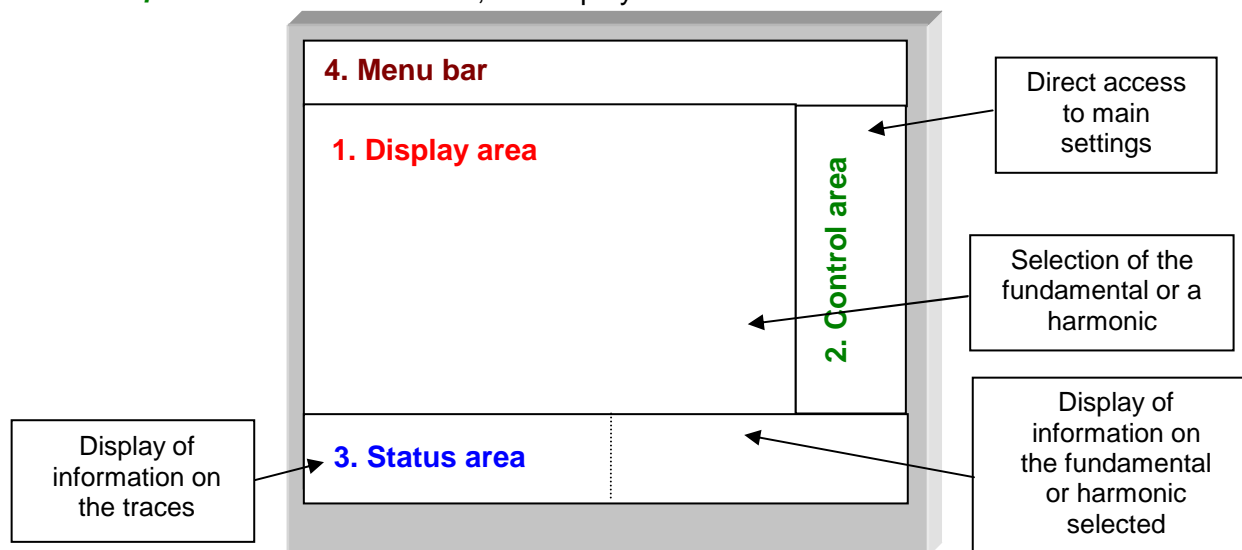 4. Menu bar
Direct access
to main
settings
1. Display area
2. Control area
Selection of the
fundamental or a
harmonic
Display of
information on
the traces
3. Status area
Display of
information on
the fundamental
or harmonic
selected